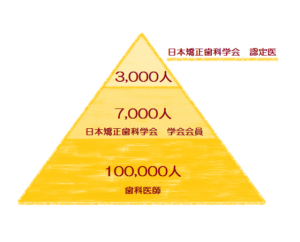 日本矯正歯科学会　認定医
3,000人
7,000人
日本矯正歯科学会　学会会員
100,000人
歯科医師